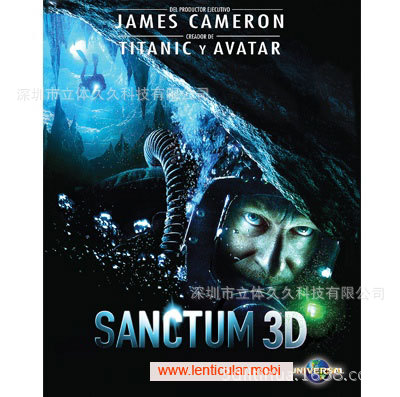 DEL PRODUCTOR EJECUTIVO
JAMES CAMERON
CREADOR DE
TITANIC Y AVATAR
深圳市立体久久科技有限公司
深圳市立体久久科技有限公司
SANCTUM 3D
www.lenticular.mobi
UNIVERSAL